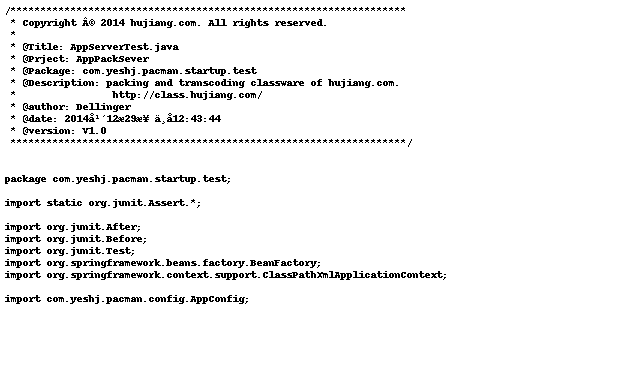 /******************************************************************
 * Copyright Â© 2014 hujiang.com. All rights reserved.
 *
 * @Title: AppServerTest.java
 * @Prject: AppPackSever
 * @Package: com.yeshj.pacman.startup.test
 * @Description: packing and transcoding classware of hujiang.com.
 *                http://class.hujiang.com/
 * @author: Dellinger
 * @date: 2014å¹´12æ29æ¥ ä¸å12:43:44
 * @version: V1.0
 ******************************************************************/
package com.yeshj.pacman.startup.test;
import static org.junit.Assert.*;
import org.junit.After;
import org.junit.Before;
import org.junit.Test;
import org.springframework.beans.factory.BeanFactory;
import org.springframework.context.support.ClassPathXmlApplicationContext;
import com.yeshj.pacman.config.AppConfig;